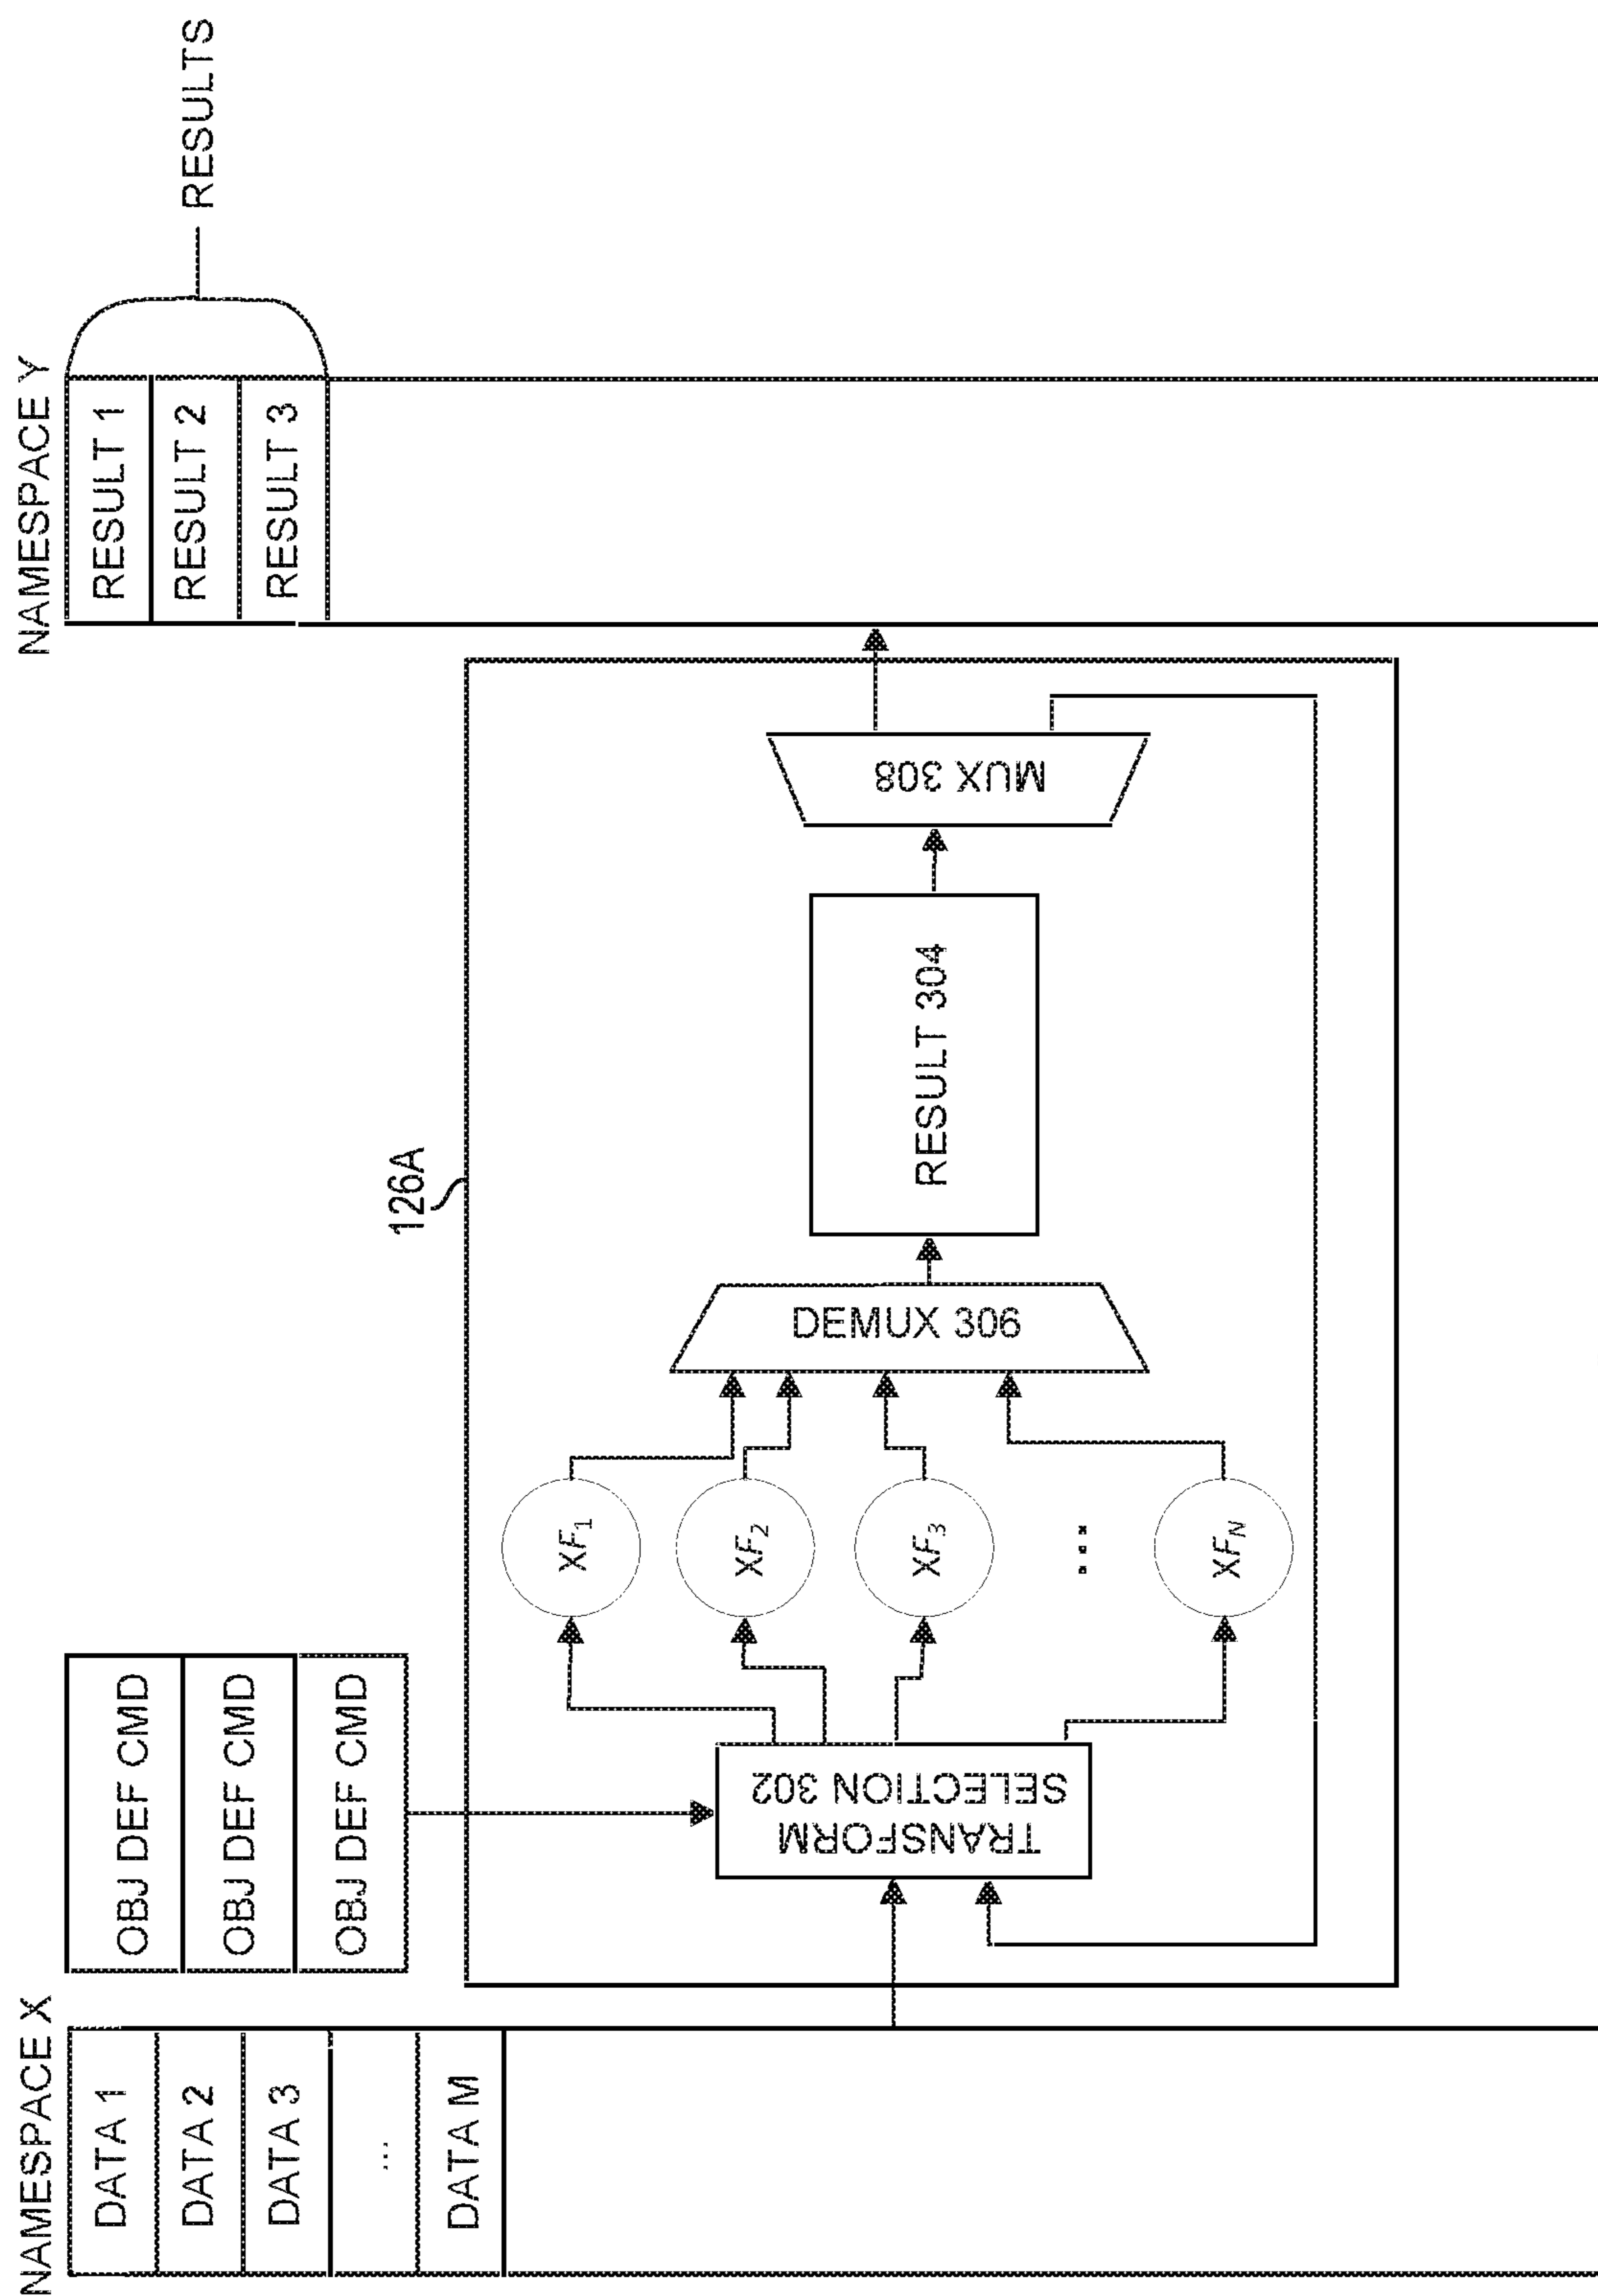 NAMESPACE X
DATA 1
DATA 2
DATA 3
...
DATA M
OBJ DEF CMD
OBJ DEF CMD
OBJ DEF CMD
126A
TRANSFORM
SELECTION 302
XF1
XF2
XF3
...
XFN
DEMUX 306
RESULT 304
MUX 308
NAMESPACE Y
RESULT 1
RESULT 2
RESULT 3
RESULTS